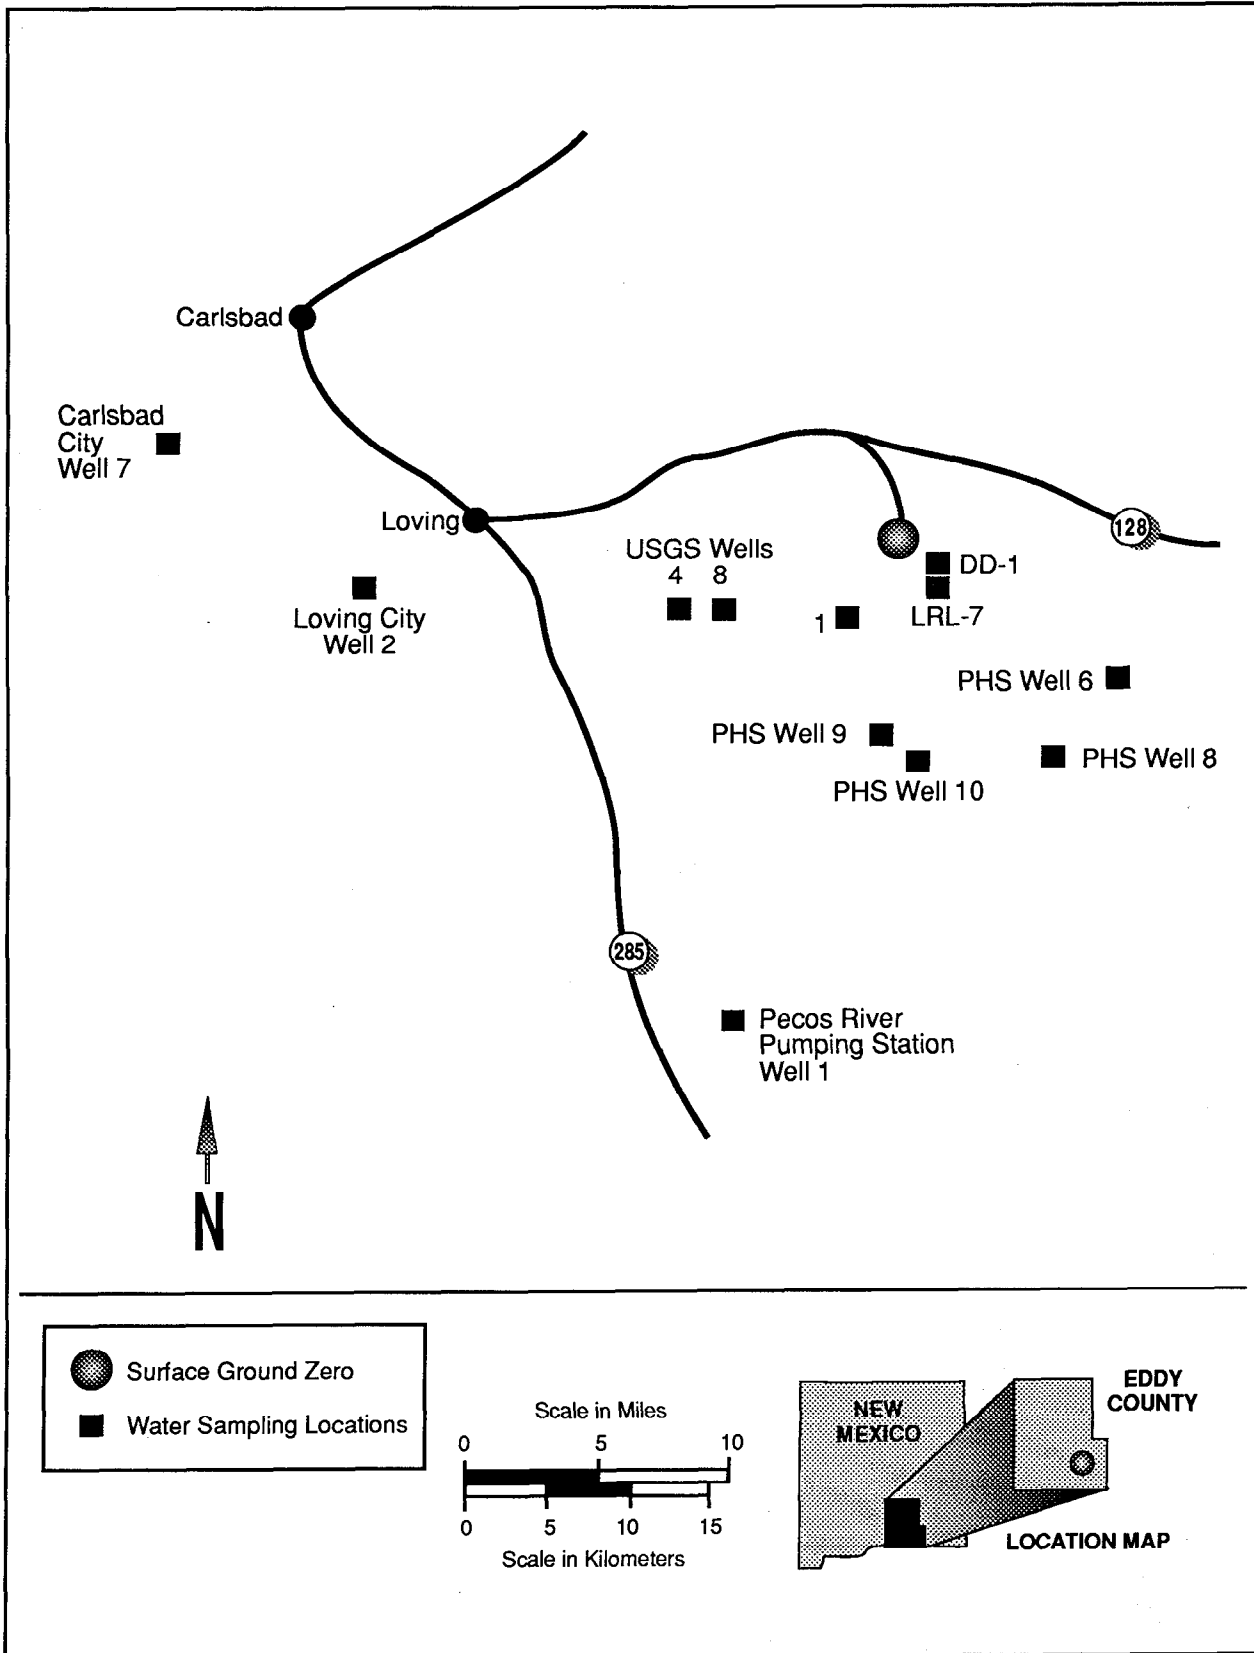 Carlsbad
Carlsbad
City
Well 7
Loving
128
USGS Wells
4 8
DD-1
LRL-7
1
Loving City
Well 2
PHS Well 6
PHS Well 9
PHS Well 8
PHS Well 10
285
Pecos River
Pumping Station
Well 1
N
Surface Ground Zero
Water Sampling Locations
Scale in Miles
0 5 10
0 5 10 15
Scale in Kilometers
EDDY
COUNTY
NEW
MEXICO
LOCATION MAP